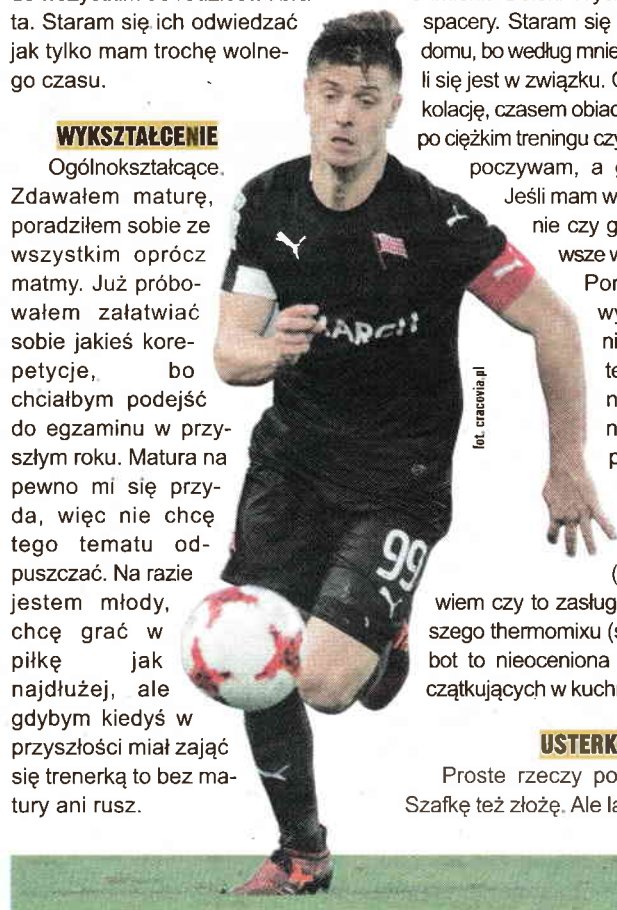 ta. Staram się ich odwiedzać
jak tylko mam trochę wolne-
go czasu.
WYKSZTAŁCENIE
Ogólnokształcące.
Zdawałem maturę,
poradziłem sobie ze
wszystkim oprócz
matmy. Już próbo-
wałem załatwiać
sobie jakieś kore-
petycje, bo
chciałbym podejść
do egzaminu w przy-
szłym roku. Matura na
pewno mi się przy-
da, więc nie chcę
tego tematu od-
puszczać. Na razie
jestem młody,
chcę grać w
piłkę jak
najdłużej, ale
gdybym kiedyś w
przyszłości miał zająć
się trenerką to bez ma-
tury ani rusz.
99
fot. cracovia.pl
spacery. Staram się
domu, bo według mnie
li się jest w związku.
kolację, czasem obiad
po ciężkim treningu czy
poczywam, a
Jeśli mam w
nie czy g
wsze w
Por
wy
ni
te
n
n
p
(
wiem czy to zasług
szego thermomixu (s
bot to nieoceniona
czątkujących w kuchn
USTERK
Proste rzeczy po
Szafkę też złożę. Ale ła